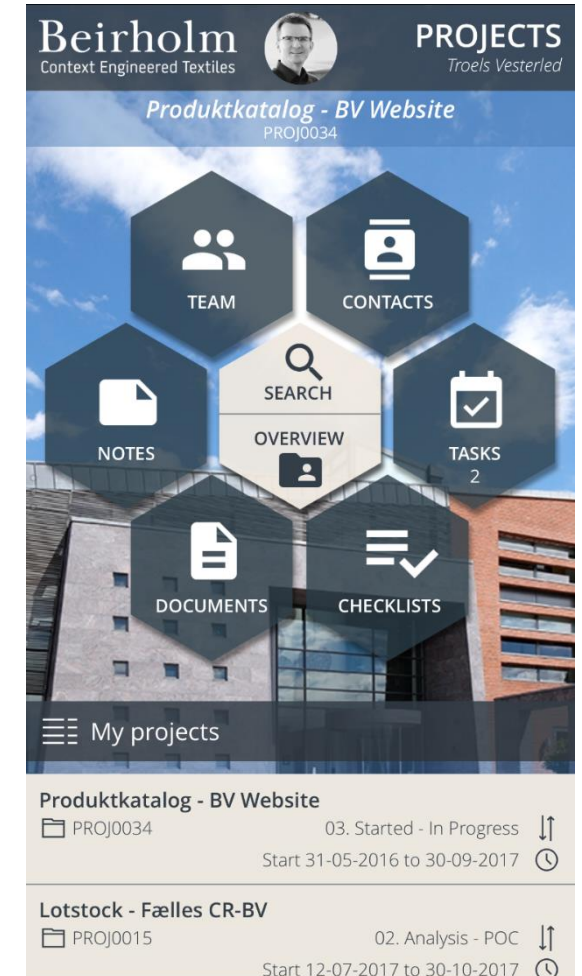 Beirholm
Context Engineered Textiles
PROJECTS
Troels Vesterled
Produktkatalog - BV Website
PROJ0034
TEAM
CONTACTS
NOTES
SEARCH
OVERVIEW
TASKS
2
DOCUMENTS
CHECKLISTS
My projects
Produktkatalog - BV Website
PROJ0034
03. Started - In Progress
Start 31-05-2016 to 30-09-2017
Lotstock - Fælles CR-BV
PROJ0015
02. Analysis - POC
Start 12-07-2017 to 30-10-2017